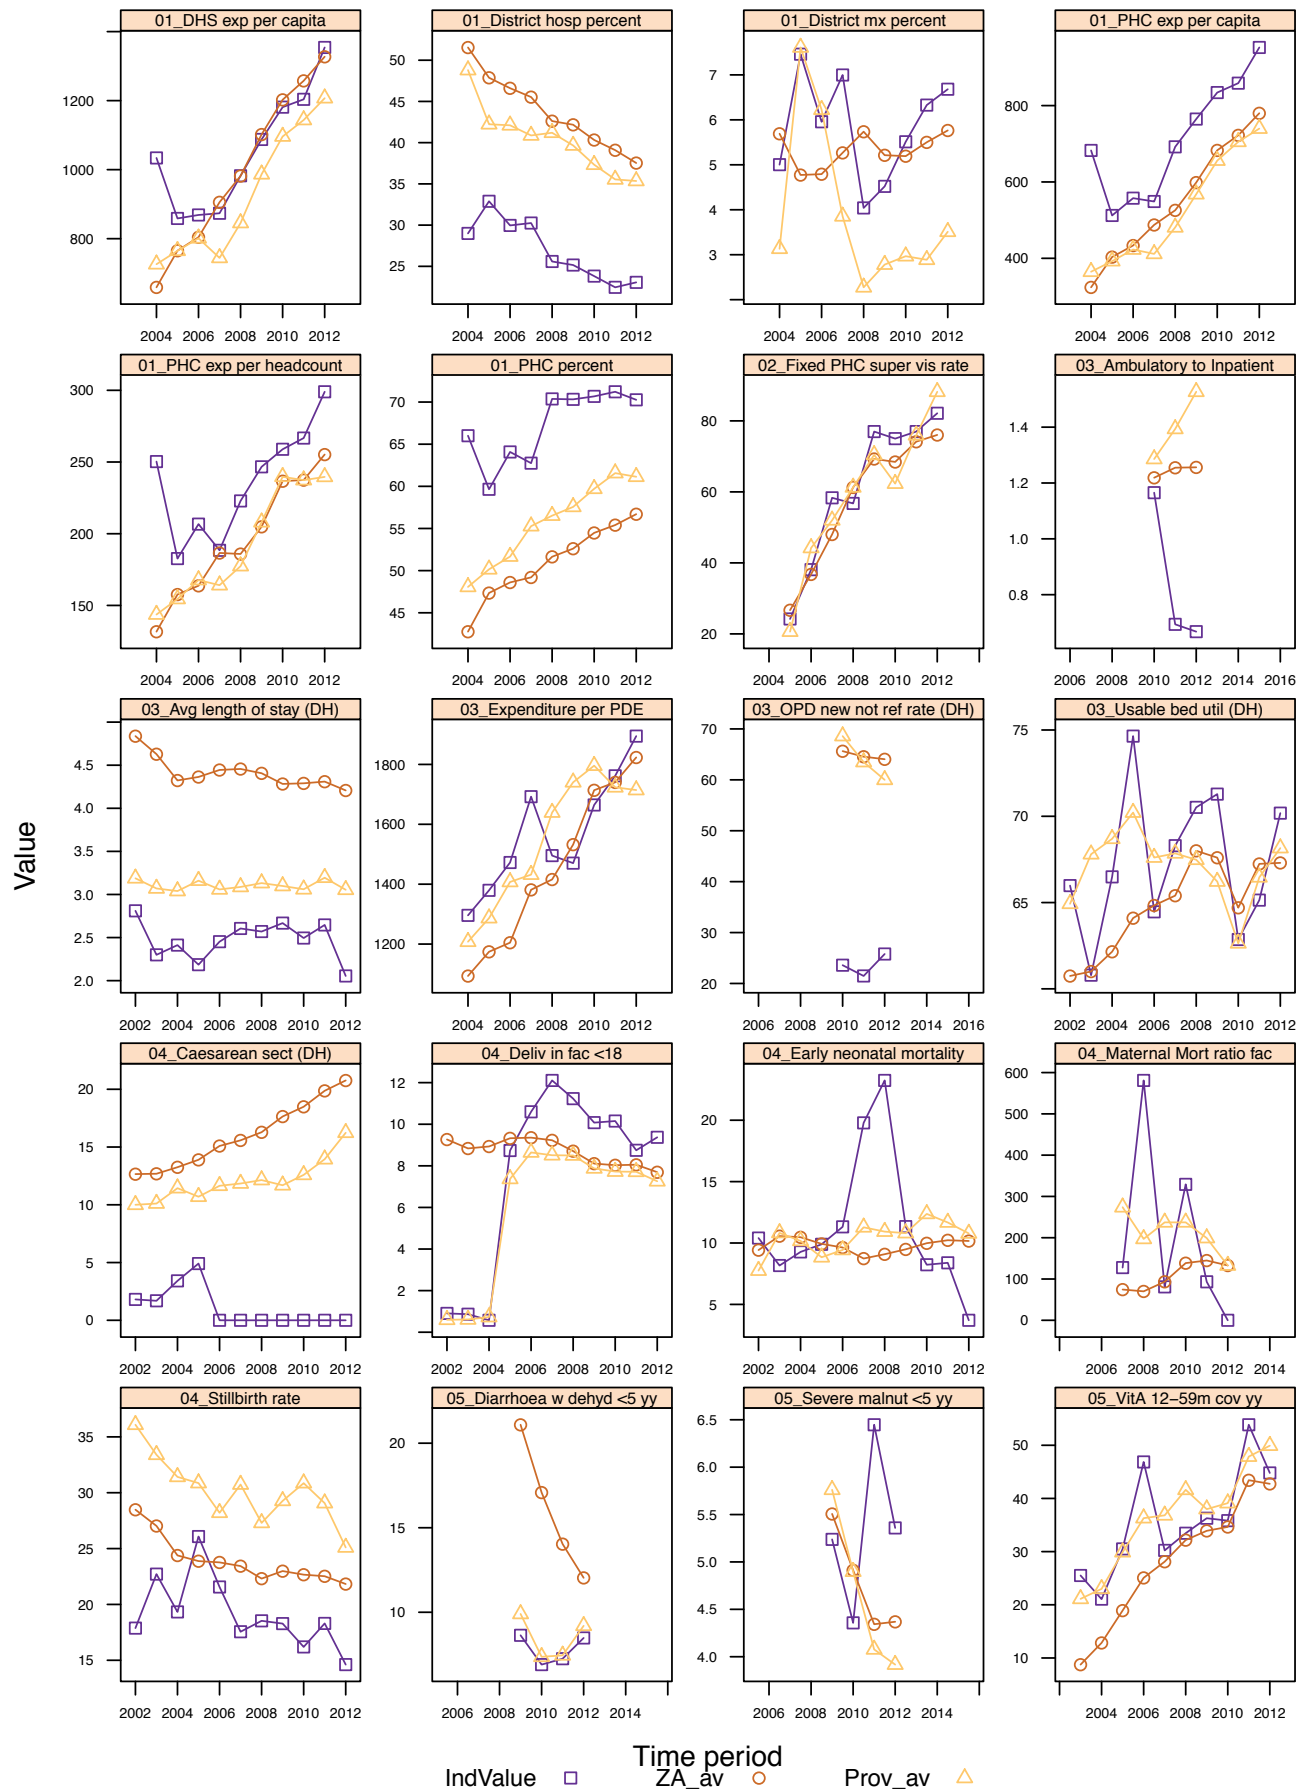 01_DHS exp per capita 01_District hosp percent 01_District mx percent 01_PHC exp per capita
800 1000 1200
25 30 35 40 45 50
3 4 5 6 7
400 600 800
2004 2006 2008 2010 2012 2004 2006 2008 2010 2012 2004 2006 2008 2010 2012 2004 2006 2008 2010 2012
01_PHC exp per headcount 01_PHC percent 02_Fixed PHC super vis rate 03_Ambulatory to Inpatient
150 200 250 300
45 50 55 60 65 70
20 40 60 80
0.8 1.0 1.2 1.4
2004 2006 2008 2010 2012 2004 2006 2008 2010 2012 2004 2006 2008 2010 2012 2006 2008 2010 2012 2014 2016
03_Avg length of stay (DH) 03_Expenditure per PDE 03_OPD new not ref rate (DH) 03_Usable bed util (DH)
2.0 2.5 3.0 3.5 4.0 4.5
1200 1400 1600 1800
20 30 40 50 60 70
65 70 75
2002 2004 2006 2008 2010 2012 2004 2006 2008 2010 2012 2006 2008 2010 2012 2014 2016 2002 2004 2006 2008 2010 2012
Value
04_Caesarean sect (DH) 04_Deliv in fac <18 04_Early neonatal mortality 04_Maternal Mort ratio fac
0 5 10 15 20
2 4 6 8 10 12
5 10 15 20
0 100 200 300 400 500 600
2002 2004 2006 2008 2010 2012 2002 2004 2006 2008 2010 2012 2002 2004 2006 2008 2010 2012 2006 2008 2010 2012 2014
04_Stillbirth rate 05_Diarrhoea w dehyd <5 yy 05_Severe malnut <5 yy 05_VitA 12−59m cov yy
15 20 25 30 35
10 15 20
4.0 4.5 5.0 5.5 6.0 6.5
10 20 30 40 50
2002 2004 2006 2008 2010 2012 2006 2008 2010 2012 2014 2006 2008 2010 2012 2014 2004 2006 2008 2010 2012
Time period
IndValue ZA_av Prov_av